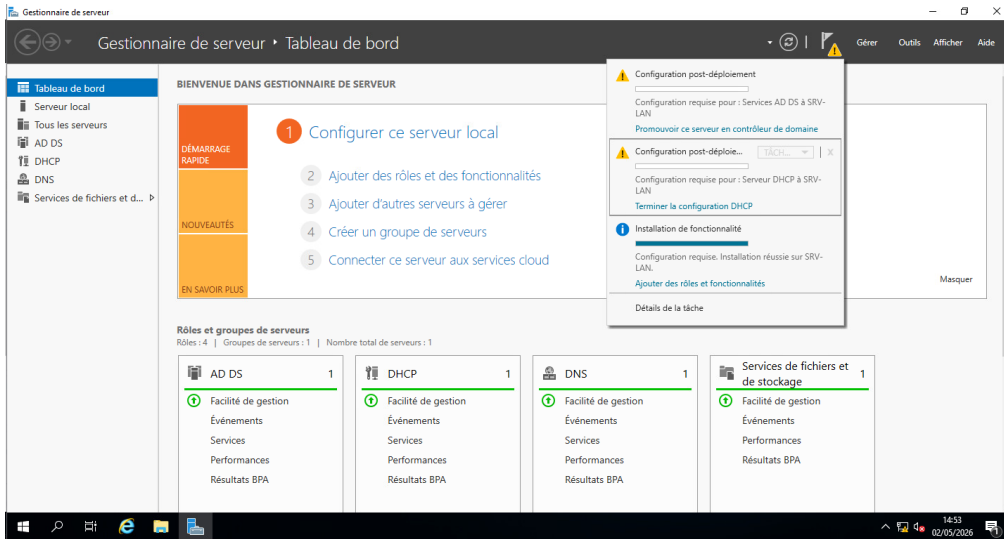 Gestionnaire de serveur
Gestionnaire de serveur • Tableau de bord
Gérer Outils Afficher Aide
Tableau de bord
Serveur local
Tous les serveurs
AD DS
DHCP
DNS
Services de fichiers et d...
BIENVENUE DANS GESTIONNAIRE DE SERVEUR
DÉMARRAGE
RAPIDE
NOUVEAUTÉS
EN SAVOIR PLUS
1 Configurer ce serveur local
2 Ajouter des rôles et des fonctionnalités
3 Ajouter d'autres serveurs à gérer
4 Créer un groupe de serveurs
5 Connecter ce serveur aux services cloud
Configuration post-déploiement
Configuration requise pour : Services AD DS à SRV-
LAN
Promouvoir ce serveur en contrôleur de domaine
Configuration post-déploie... TÂCH... X
Configuration requise pour : Serveur DHCP à SRV-
LAN
Terminer la configuration DHCP
Installation de fonctionnalité
Configuration requise. Installation réussie sur SRV-
LAN.
Ajouter des rôles et fonctionnalités
Détails de la tâche
Masquer
Rôles et groupes de serveurs
Rôles : 4 | Groupes de serveurs : 1 | Nombre total de serveurs : 1
AD DS 1
Facilité de gestion
Événements
Services
Performances
Résultats BPA
DHCP 1
Facilité de gestion
Événements
Services
Performances
Résultats BPA
DNS 1
Facilité de gestion
Événements
Services
Performances
Résultats BPA
Services de fichiers et
de stockage 1
Facilité de gestion
Événements
Performances
Résultats BPA
14:53
02/05/2026
1